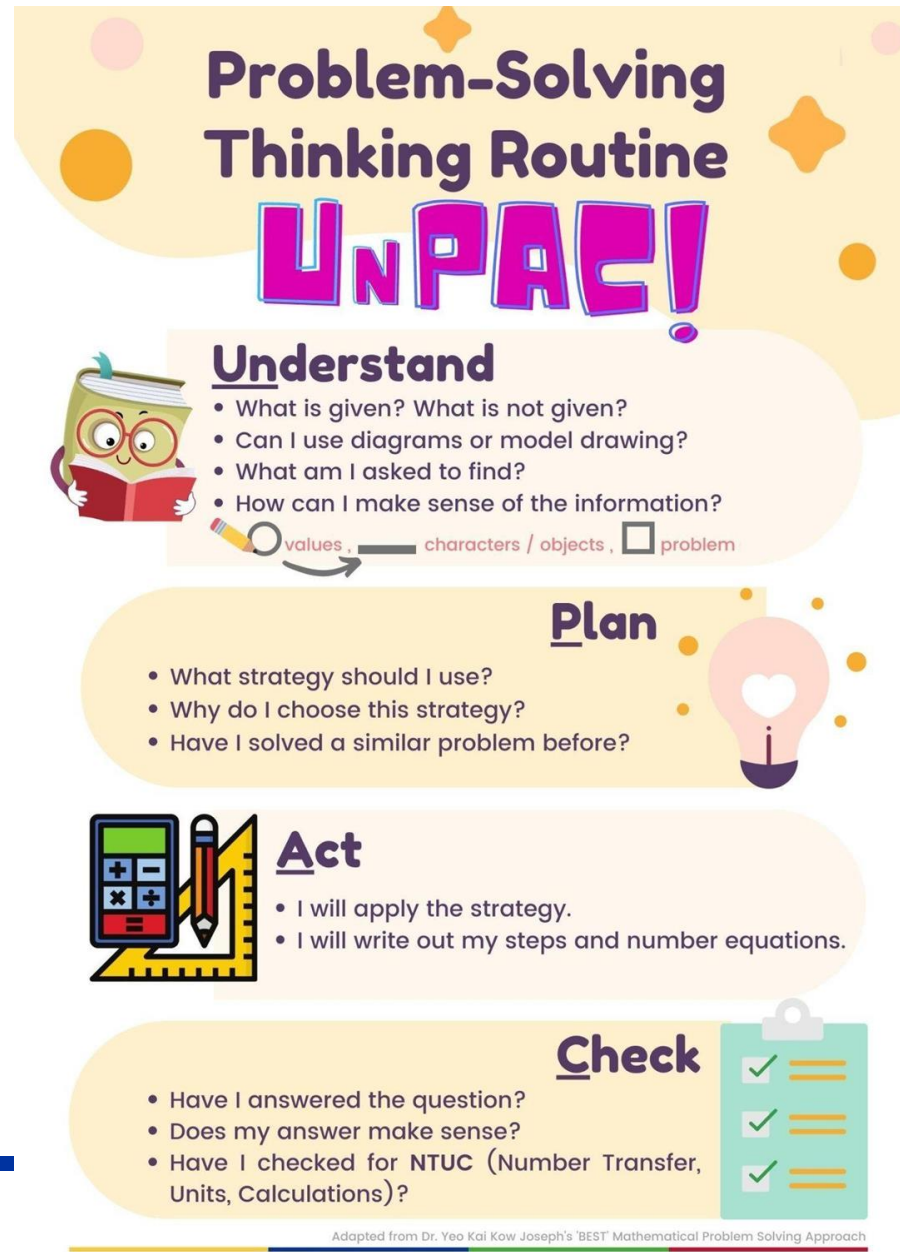 Problem-Solving
Thinking Routine
UNPAC!
Understand
• What is given? What is not given?
• Can I use diagrams or model drawing?
• What am I asked to find?
• How can I make sense of the information?
values , characters / objects , problem
Plan
• What strategy should I use?
• Why do I choose this strategy?
• Have I solved a similar problem before?
Act
• I will apply the strategy.
• I will write out my steps and number equations.
Check
• Have I answered the question?
• Does my answer make sense?
• Have I checked for NTUC (Number Transfer,
Units, Calculations)?
Adapted from Dr. Yeo Kai Kow Joseph's 'BEST' Mathematical Problem Solving Approach